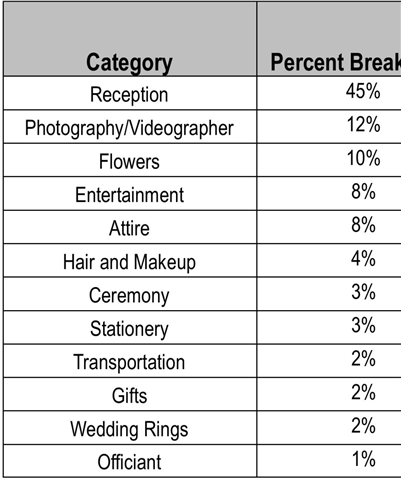 Category Percent Break
Reception 45%
Photography/Videographer 12%
Flowers 10%
Entertainment 8%
Attire 8%
Hair and Makeup 4%
Ceremony 3%
Stationery 3%
Transportation 2%
Gifts 2%
Wedding Rings 2%
Officiant 1%